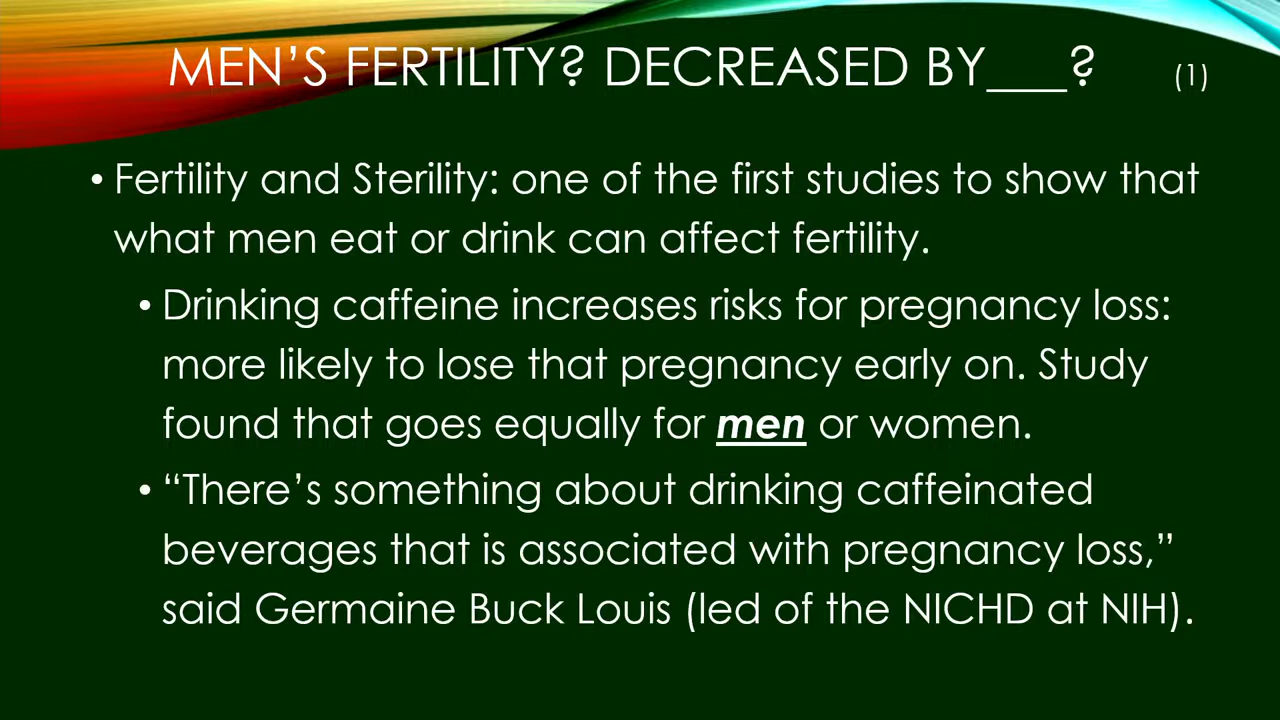 MEN’S FERTILITY? DECREASED BY___? (1)
• Fertility and Sterility: one of the first studies to show that
what men eat or drink can affect fertility.
• Drinking caffeine increases risks for pregnancy loss:
more likely to lose that pregnancy early on. Study
found that goes equally for men or women.
• “There’s something about drinking caffeinated
beverages that is associated with pregnancy loss,”
said Germaine Buck Louis (led of the NICHD at NIH).